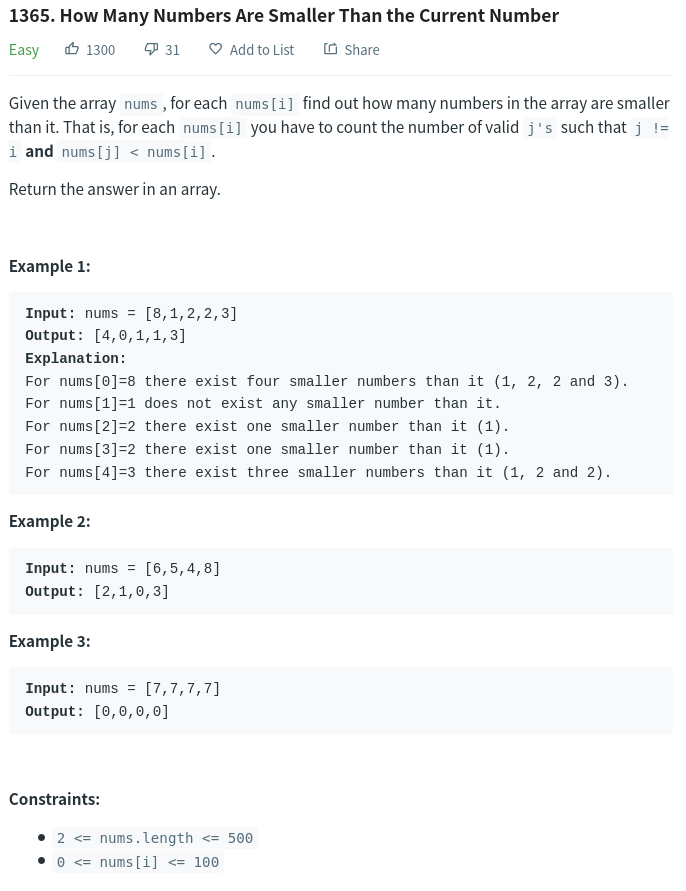 1365. How Many Numbers Are Smaller Than the Current Number
Easy 1300 31 Add to List Share
Given the array nums , for each nums[i] find out how many numbers in the array are smaller
than it. That is, for each nums[i] you have to count the number of valid j's such that j !=
i and nums[j] < nums[i] .
Return the answer in an array.
Example 1:
Input: nums = [8,1,2,2,3]
Output: [4,0,1,1,3]
Explanation:
For nums[0]=8 there exist four smaller numbers than it (1, 2, 2 and 3).
For nums[1]=1 does not exist any smaller number than it.
For nums[2]=2 there exist one smaller number than it (1).
For nums[3]=2 there exist one smaller number than it (1).
For nums[4]=3 there exist three smaller numbers than it (1, 2 and 2).
Example 2:
Input: nums = [6,5,4,8]
Output: [2,1,0,3]
Example 3:
Input: nums = [7,7,7,7]
Output: [0,0,0,0]
Constraints:
• 2 <= nums.length <= 500
• 0 <= nums[i] <= 100